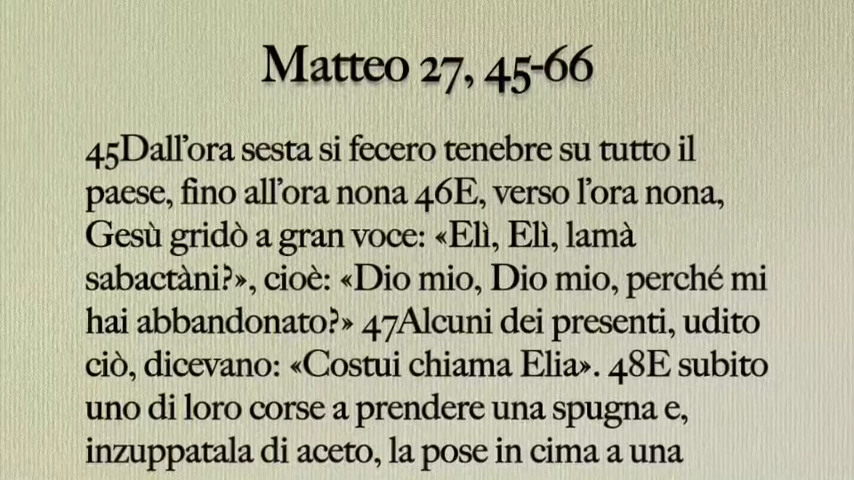 Matteo 27, 45-66
45Dall'ora sesta si fecero tenebre su tutto il
paese, fino all'ora nona 46E, verso l'ora nona,
Gesù gridò a gran voce: «Elì, Elì, lamà
sabactàni?», cioè: «Dio mio, Dio mio, perché mi
hai abbandonato?» 47Alcuni dei presenti, udito
ciò, dicevano: «Costui chiama Elia». 48E subito
uno di loro corse a prendere una spugna e,
inzuppatala di aceto, la pose in cima a una